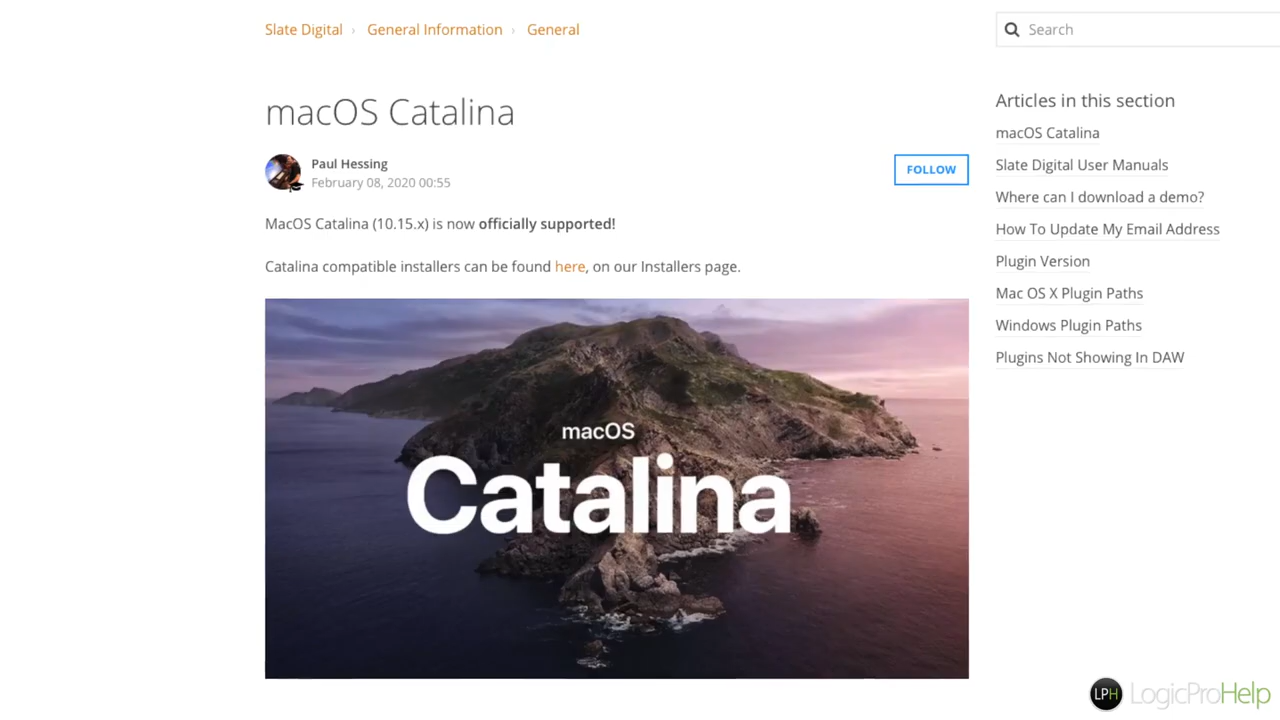 Slate Digital › General Information › General
Search
macOS Catalina
Paul Hessing
February 08, 2020 00:55
FOLLOW
MacOS Catalina (10.15.x) is now officially supported!
Catalina compatible installers can be found here, on our Installers page.
macOS
Catalina
Articles in this section
macOS Catalina
Slate Digital User Manuals
Where can I download a demo?
How To Update My Email Address
Plugin Version
Mac OS X Plugin Paths
Windows Plugin Paths
Plugins Not Showing In DAW
LPH LogicProHelp